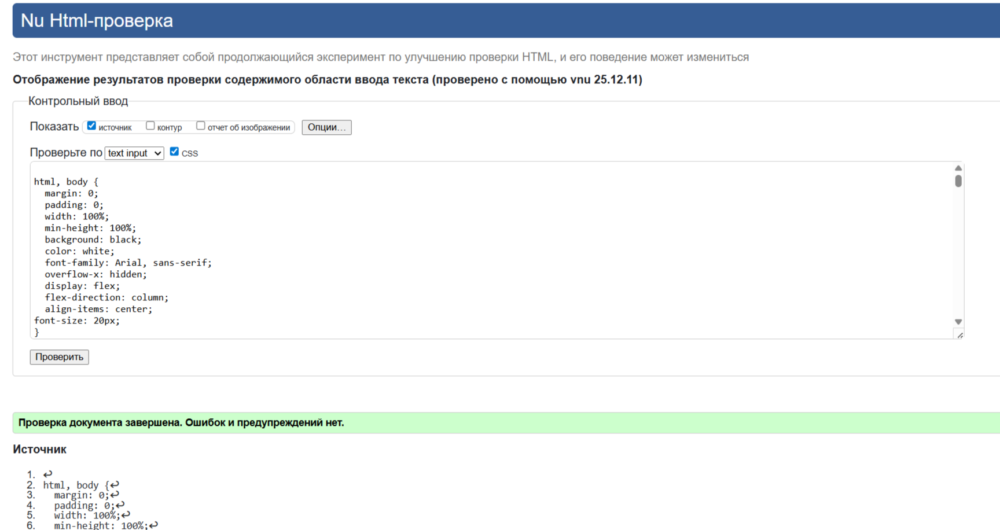 Nu Html-проверка
Этот инструмент представляет собой продолжающийся эксперимент по улучшению проверки HTML, и его поведение может измениться
Отображение результатов проверки содержимого области ввода текста (проверено с помощью vnu 25.12.11)
Контрольный ввод
Показать источник контур отчет об изображении Опции...
Проверьте по text input CSS
html, body {
  margin: 0;
  padding: 0;
  width: 100%;
  min-height: 100%;
  background: black;
  color: white;
  font-family: Arial, sans-serif;
  overflow-x: hidden;
  display: flex;
  flex-direction: column;
  align-items: center;
font-size: 20px;
}
Проверить
Проверка документа завершена. Ошибок и предупреждений нет.
Источник
1. ↩
2. html, body {↩
3.   margin: 0;↩
4.   padding: 0;↩
5.   width: 100%;↩
6.   min-height: 100%;↩